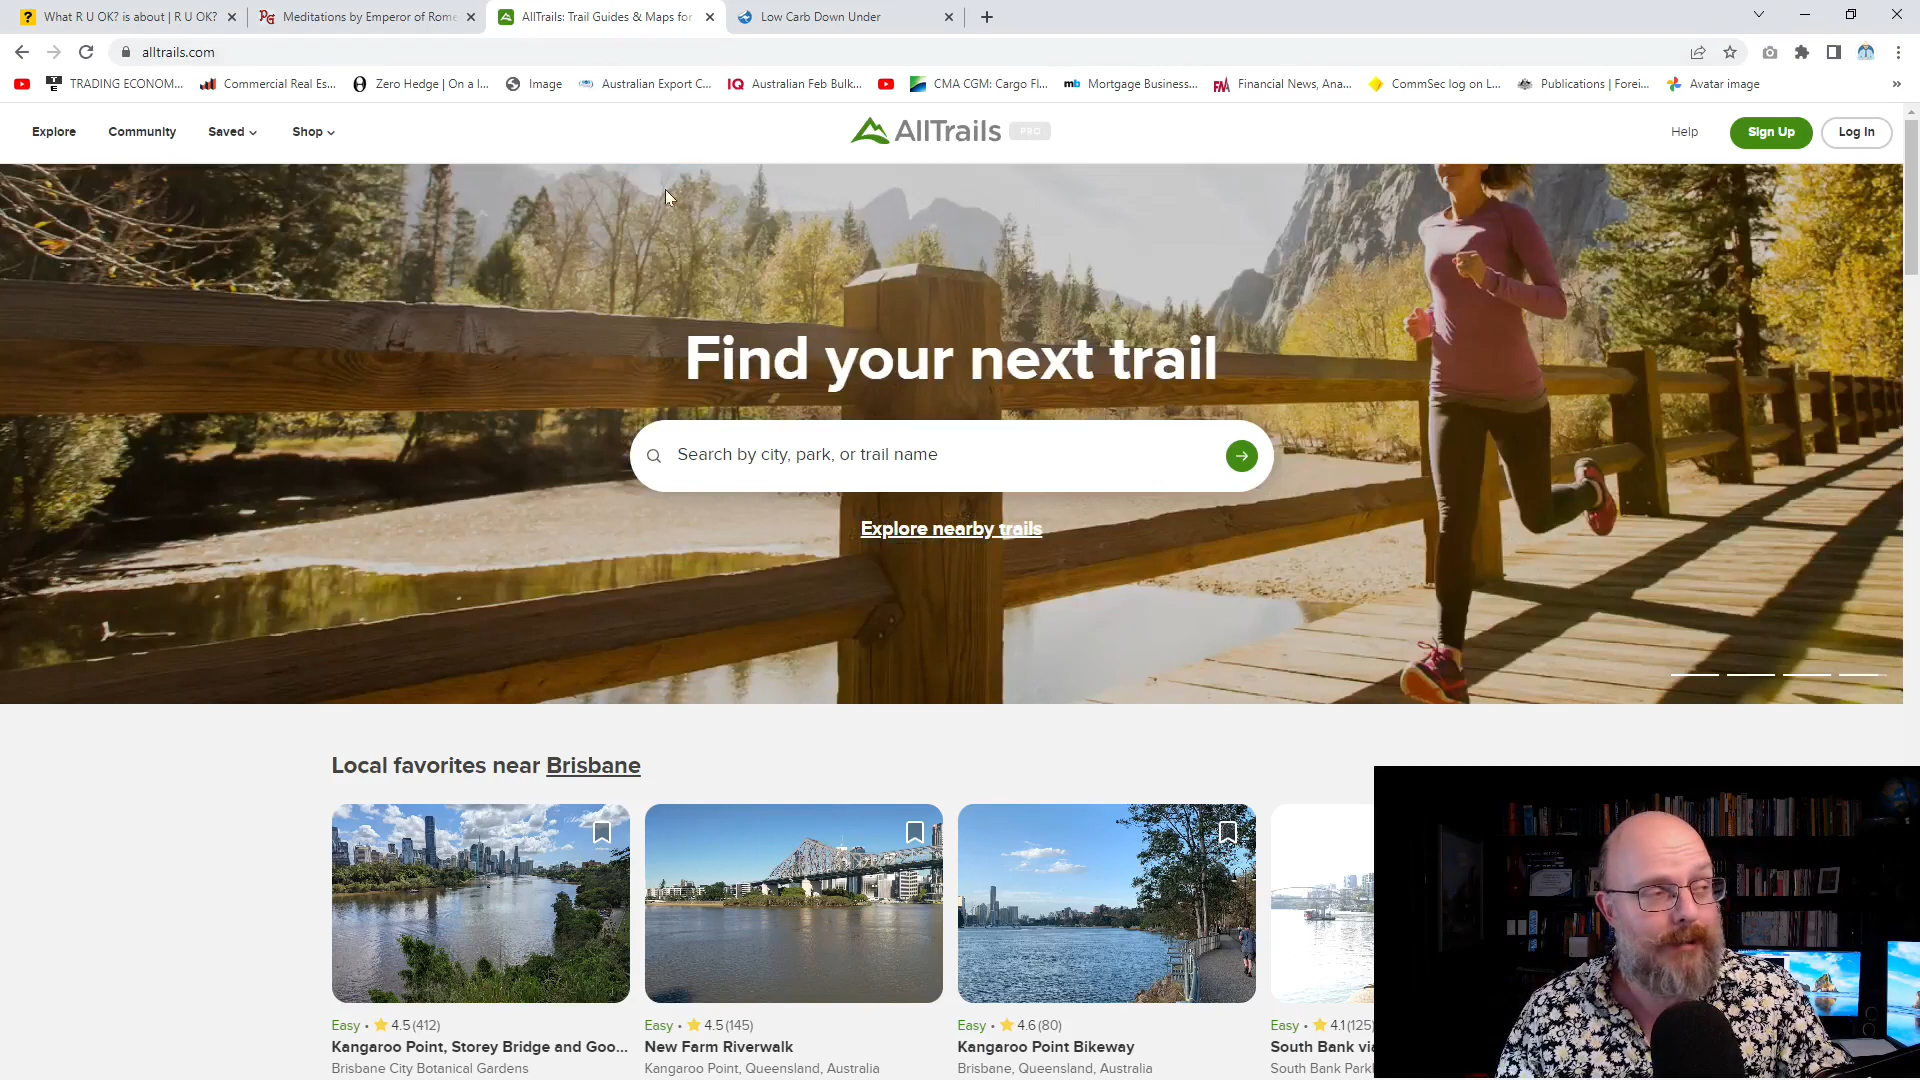 What R U OK? is about | R U OK?
Meditations by Emperor of Rome
AllTrails: Trail Guides & Maps for
Low Carb Down Under
alltrails.com
TRADING ECONOM...
Commercial Real Es...
Zero Hedge | On a l...
Image
Australian Export C...
Australian Feb Bulk...
CMA CGM: Cargo Fl...
Mortgage Business...
Financial News, Ana...
CommSec log on L...
Publications | Forei...
Avatar image
Explore
Community
Saved
Shop
AllTrails PRO
Help
Sign Up
Log In
Find your next trail
Search by city, park, or trail name
Explore nearby trails
Local favorites near Brisbane
Easy • 4.5 (412)
Kangaroo Point, Storey Bridge and Goo...
Brisbane City Botanical Gardens
Easy • 4.5 (145)
New Farm Riverwalk
Kangaroo Point, Queensland, Australia
Easy • 4.6 (80)
Kangaroo Point Bikeway
Brisbane, Queensland, Australia
Easy • 4.1 (125)
South Bank via
South Bank Park